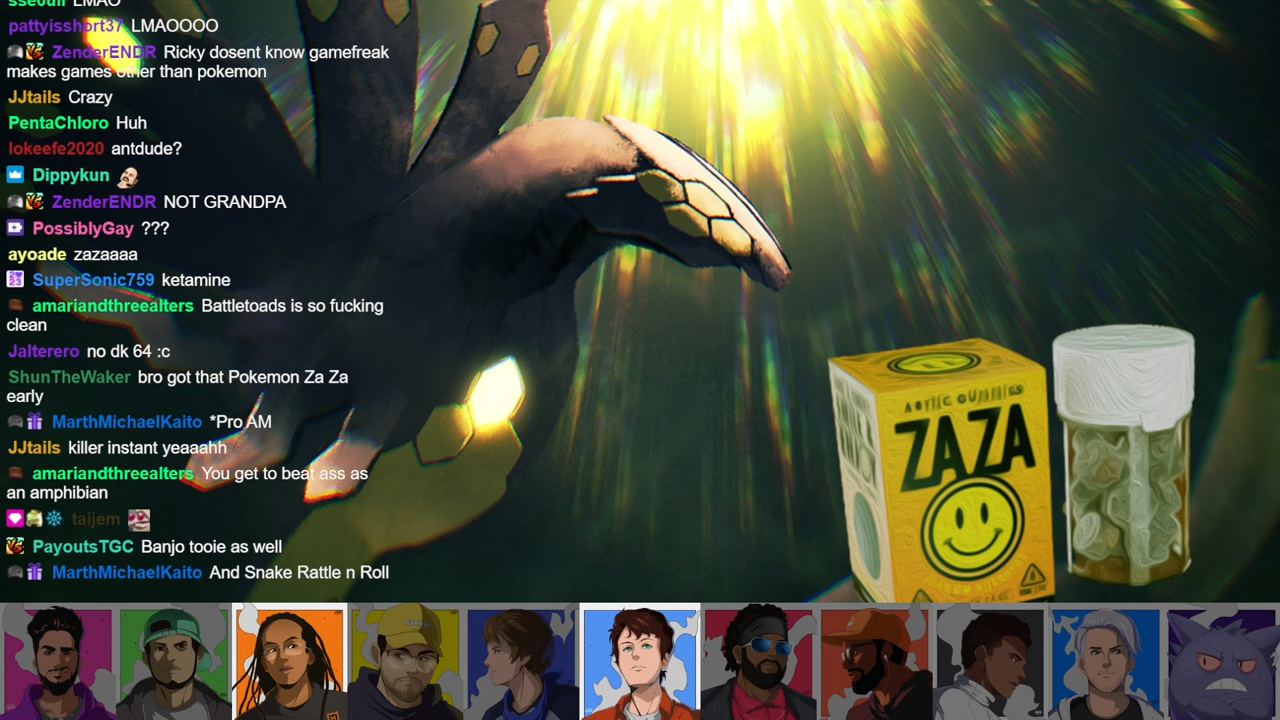 sse0uil LMAO
pattyisshort37 LMAOOOO
ZenderENDR Ricky dosent know gamefreak
makes games other than pokemon
JJtails Crazy
PentaChloro Huh
lokeefe2020 antdude?
Dippykun
ZenderENDR NOT GRANDPA
PossiblyGay ???
ayoade zazaaaa
SuperSonic759 ketamine
amariandthreealters Battletoads is so fucking
clean
Jalterero no dk 64 :c
ShunTheWaker bro got that Pokemon Za Za
early
MarthMichaelKaito *Pro AM
JJtails killer instant yeaaahh
amariandthreealters You get to beat ass as
an amphibian
taijem
PayoutsTGC Banjo tooie as well
MarthMichaelKaito And Snake Rattle n Roll
ZAZA